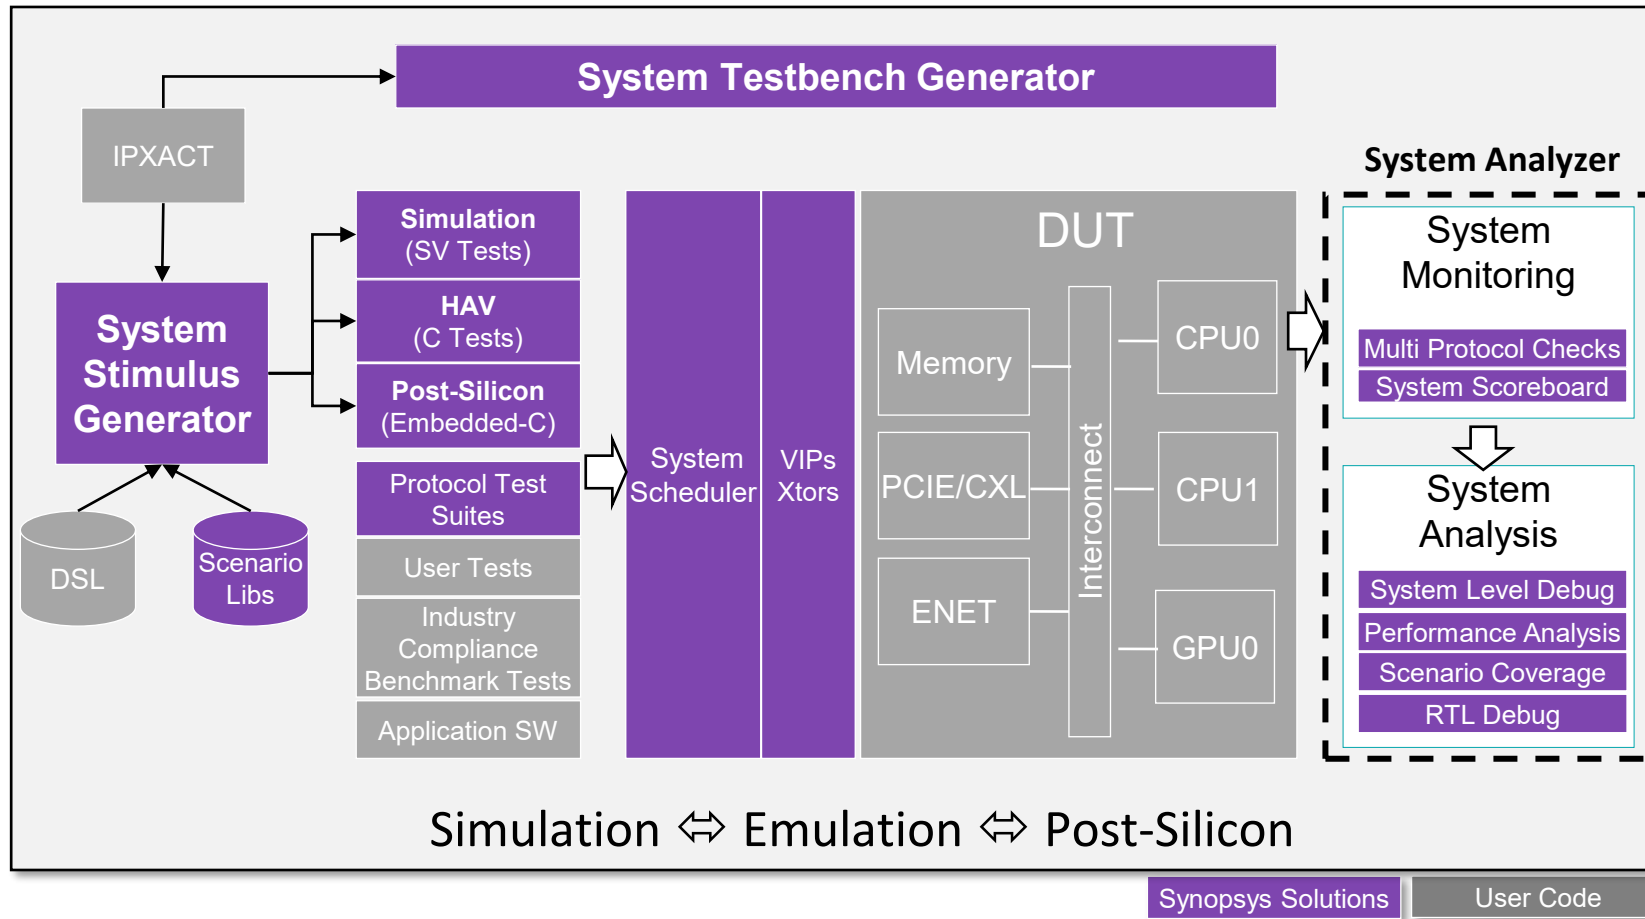 System Testbench Generator
IPXACT
System Analyzer
Simulation
(SV Tests)
HAV
(C Tests)
Post-Silicon
(Embedded-C)
System
Stimulus
Generator
DSL
Scenario
Libs
Protocol Test
Suites
User Tests
Industry
Compliance
Benchmark Tests
Application SW
System
Scheduler
VIPs
Xtors
DUT
Memory
PCIE/CXL
ENET
Interconnect
CPU0
CPU1
GPU0
System
Monitoring
Multi Protocol Checks
System Scoreboard
System
Analysis
System Level Debug
Performance Analysis
Scenario Coverage
RTL Debug
Simulation ⬄ Emulation ⬄ Post-Silicon
Synopsys Solutions
User Code